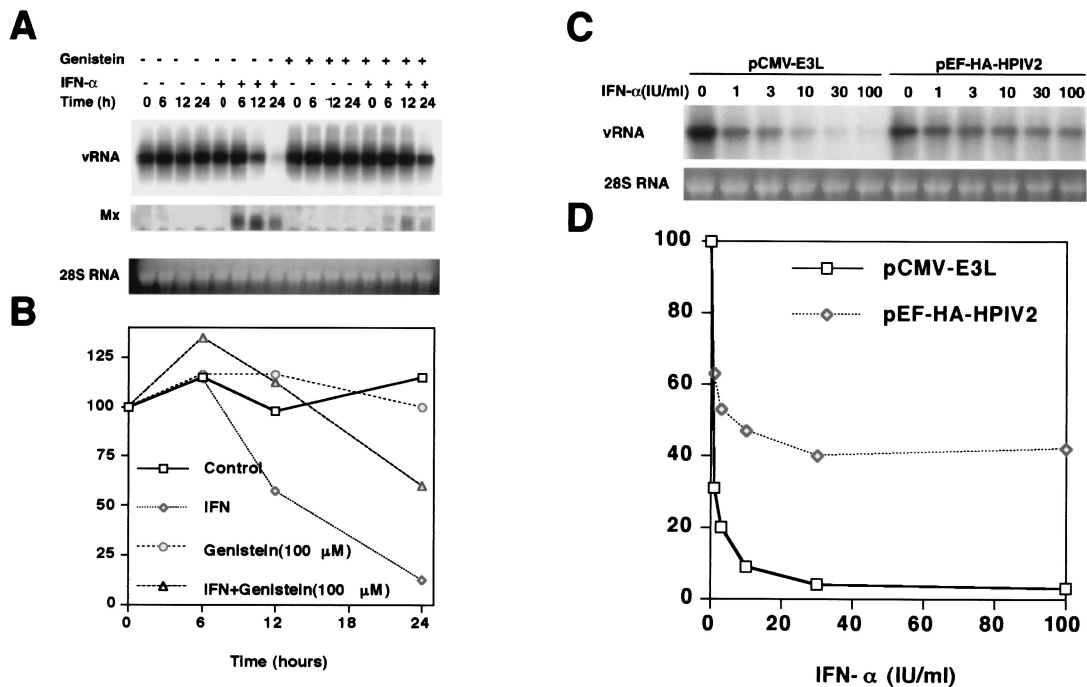 A
Genistein - - - - - - - - + + + + + + + +
IFN-α - - - - + + + + - - - - + + + +
Time (h) 0 6 12 24 0 6 12 24 0 6 12 24 0 6 12 24
vRNA
Mx
28S RNA
B
125
100
75
50
25
0
Control
IFN
Genistein(100 μM)
IFN+Genistein(100 μM)
0 6 12 18 24
Time (hours)
C
pCMV-E3L pEF-HA-HPIV2
IFN-α(IU/ml) 0 1 3 10 30 100 0 1 3 10 30 100
vRNA
28S RNA
D
100
80
60
40
20
0
pCMV-E3L
pEF-HA-HPIV2
0 20 40 60 80 100
IFN- α (IU/ml)